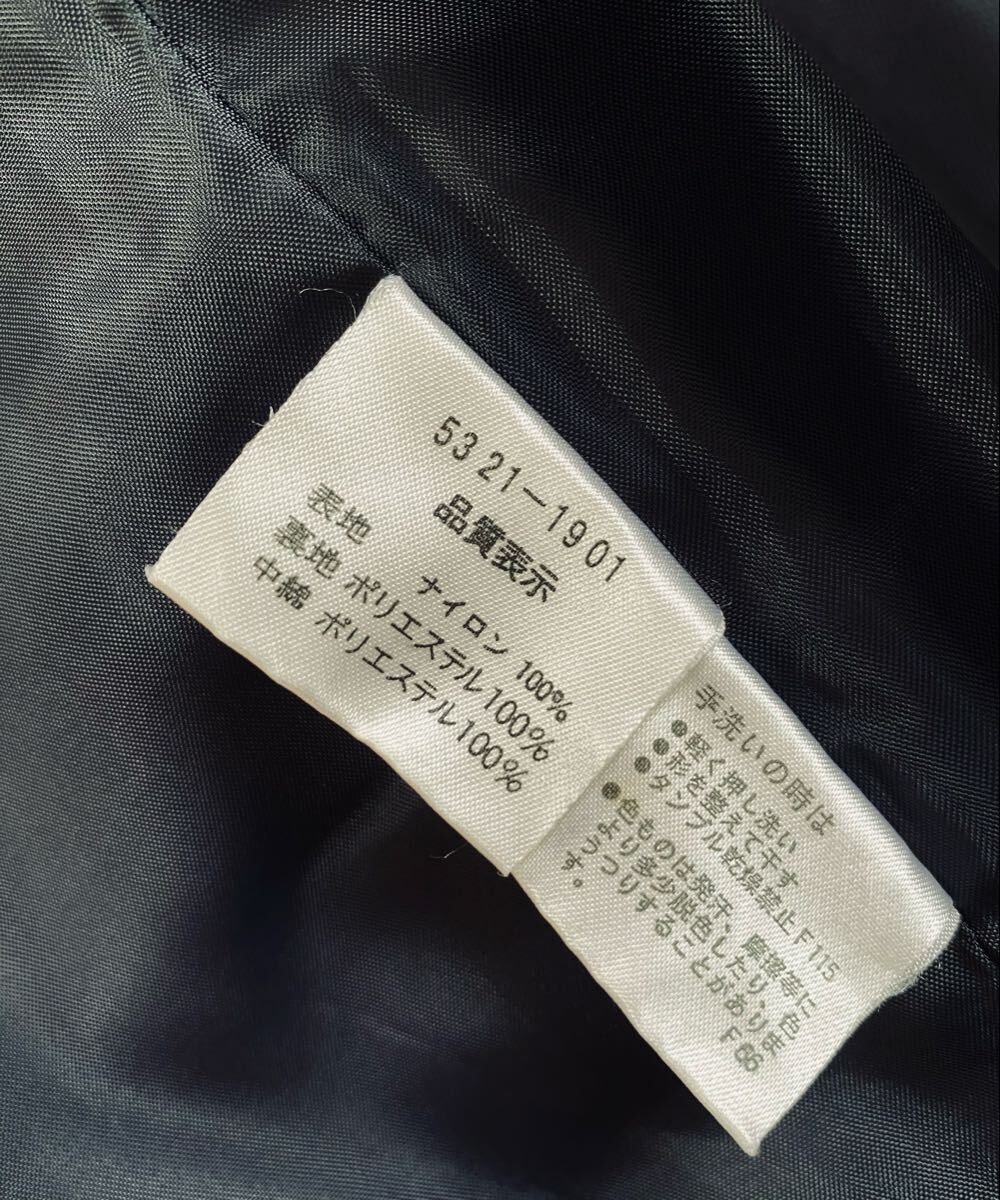 5321-1901
品質表示
表地 ナイロン 100%
裏地 ポリエステル100%
中綿 ポリエステル100%
手洗いの時は
●軽く押し洗い
●形を整えて干す
●タンブル乾燥禁止F115
●色ものは発汗、摩擦等に
より多少脱色したり、色
うつりすることがありま
す。 F66